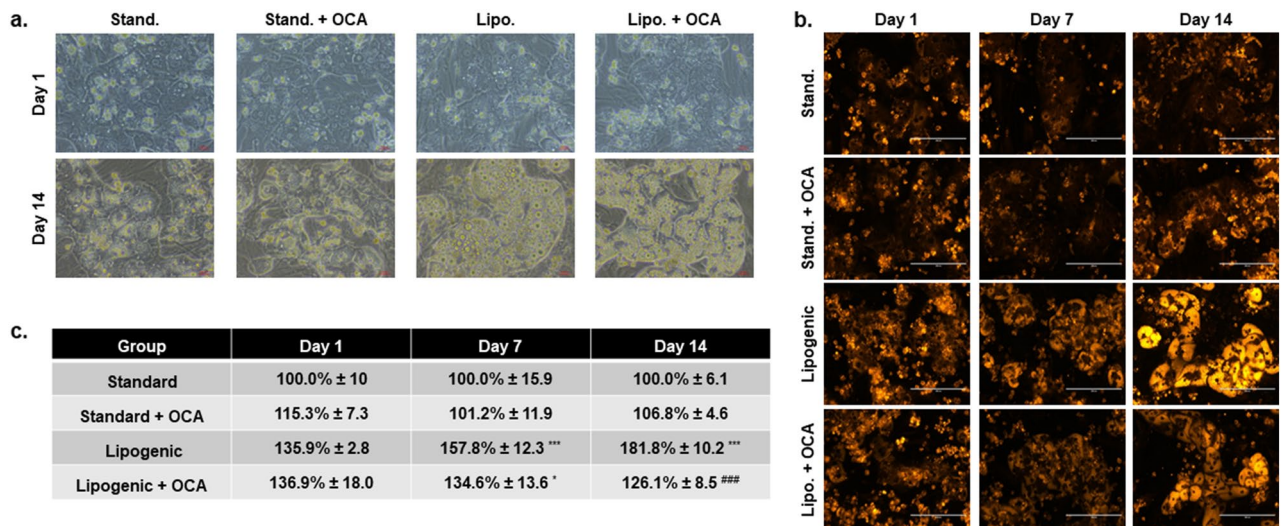 a.
Stand.
Stand. + OCA
Lipo.
Lipo. + OCA
Day 1
Day 14
b.
Day 1
Day 7
Day 14
Stand.
Stand. + OCA
Lipogenic
Lipo. + OCA
c.
Group Day 1 Day 7 Day 14
Standard 100.0% ± 10 100.0% ± 15.9 100.0% ± 6.1
Standard + OCA 115.3% ± 7.3 101.2% ± 11.9 106.8% ± 4.6
Lipogenic 135.9% ± 2.8 157.8% ± 12.3 *** 181.8% ± 10.2 ***
Lipogenic + OCA 136.9% ± 18.0 134.6% ± 13.6 * 126.1% ± 8.5 ###